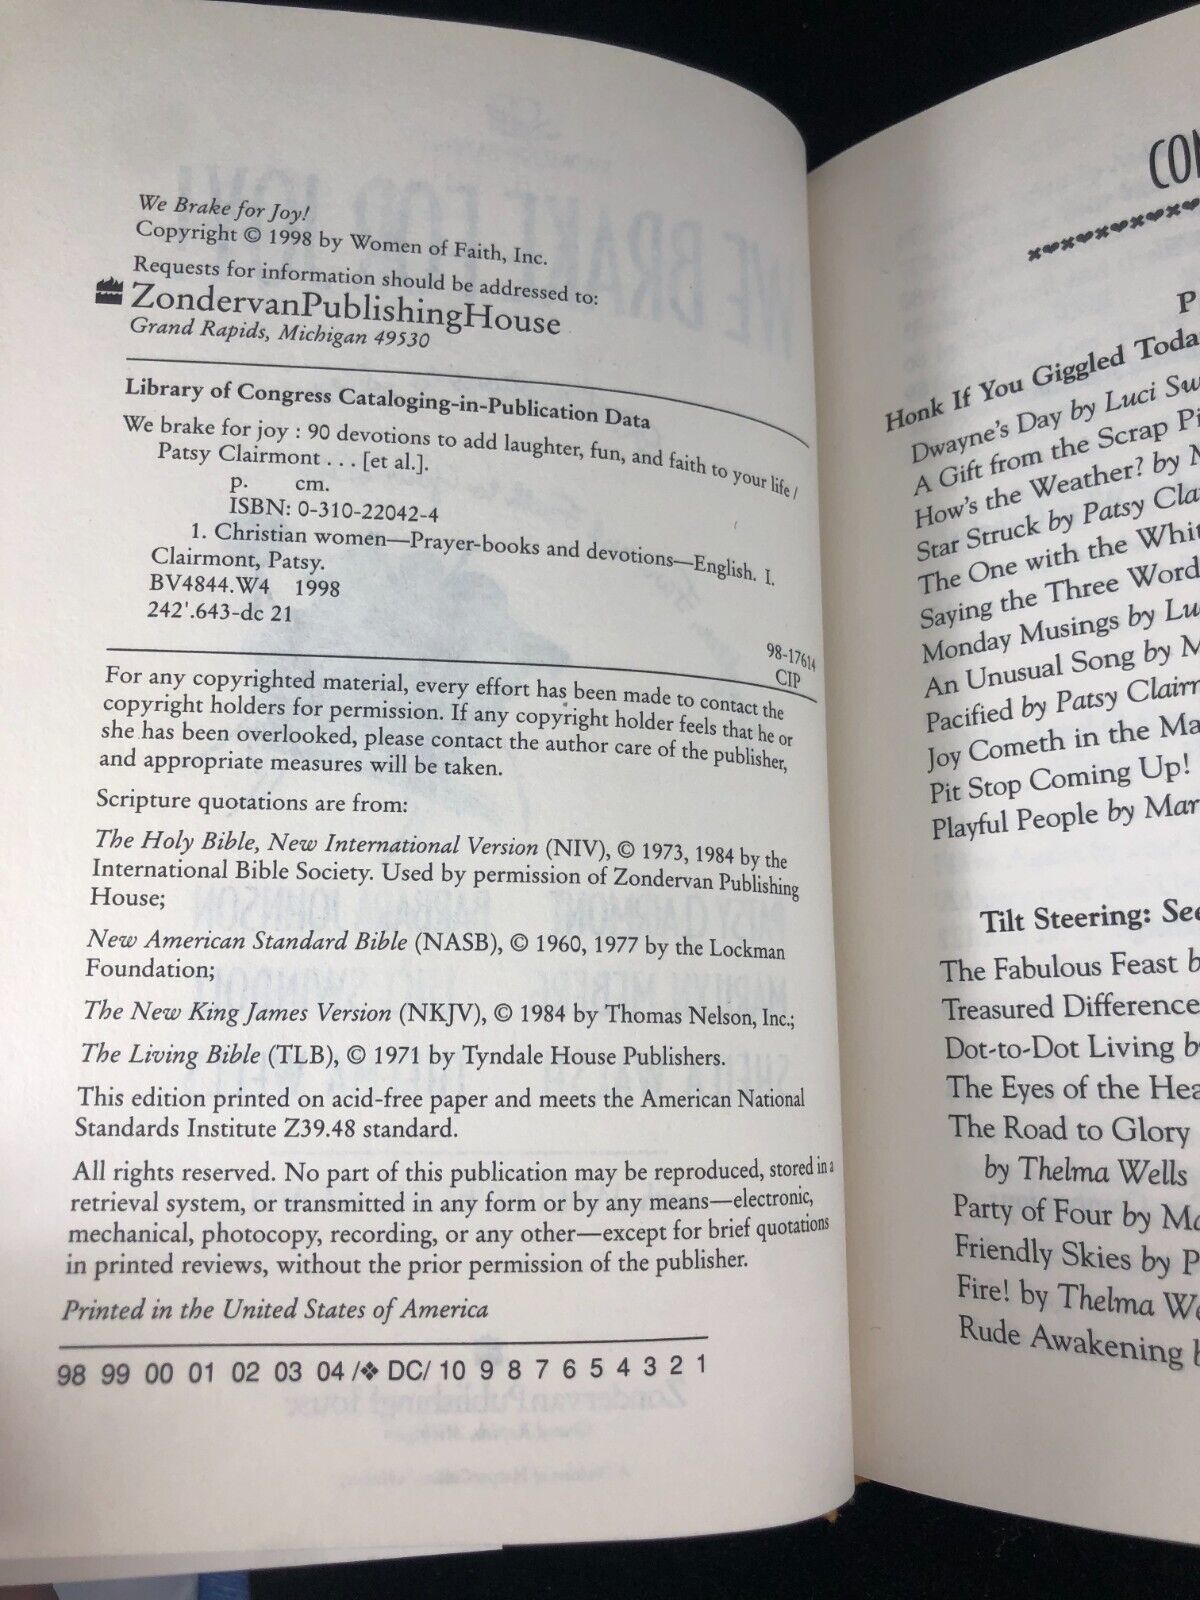 We Brake for Joy!
Copyright © 1998 by Women of Faith, Inc.
Requests for information should be addressed to:
ZondervanPublishingHouse
Grand Rapids, Michigan 49530
Library of Congress Cataloging-in-Publication Data
We brake for joy : 90 devotions to add laughter, fun, and faith to your life /
Patsy Clairmont . . . [et al.].
p. cm.
ISBN: 0-310-22042-4
1. Christian women—Prayer-books and devotions—English. I.
Clairmont, Patsy.
BV4844.W4 1998
242'.643-dc 21
98-17614
CIP
For any copyrighted material, every effort has been made to contact the
copyright holders for permission. If any copyright holder feels that he or
she has been overlooked, please contact the author care of the publisher,
and appropriate measures will be taken.
Scripture quotations are from:
The Holy Bible, New International Version (NIV), © 1973, 1984 by the
International Bible Society. Used by permission of Zondervan Publishing
House;
New American Standard Bible (NASB), © 1960, 1977 by the Lockman
Foundation;
The New King James Version (NKJV), © 1984 by Thomas Nelson, Inc.;
The Living Bible (TLB), © 1971 by Tyndale House Publishers.
This edition printed on acid-free paper and meets the American National
Standards Institute Z39.48 standard.
All rights reserved. No part of this publication may be reproduced, stored in a
retrieval system, or transmitted in any form or by any means—electronic,
mechanical, photocopy, recording, or any other—except for brief quotations
in printed reviews, without the prior permission of the publisher.
Printed in the United States of America
98 99 00 01 02 03 04 /❖ DC/ 10 9 8 7 6 5 4 3 2 1
CON
P
Honk If You Giggled Toda
Dwayne's Day by Luci Sw
A Gift from the Scrap Pi
How's the Weather? by M
Star Struck by Patsy Cla
The One with the Whit
Saying the Three Word
Monday Musings by Lu
An Unusual Song by M
Pacified by Patsy Clairm
Joy Cometh in the Ma
Pit Stop Coming Up!
Playful People by Mar
Tilt Steering: See
The Fabulous Feast b
Treasured Difference
Dot-to-Dot Living b
The Eyes of the Hea
The Road to Glory
by Thelma Wells
Party of Four by Ma
Friendly Skies by P
Fire! by Thelma We
Rude Awakening b